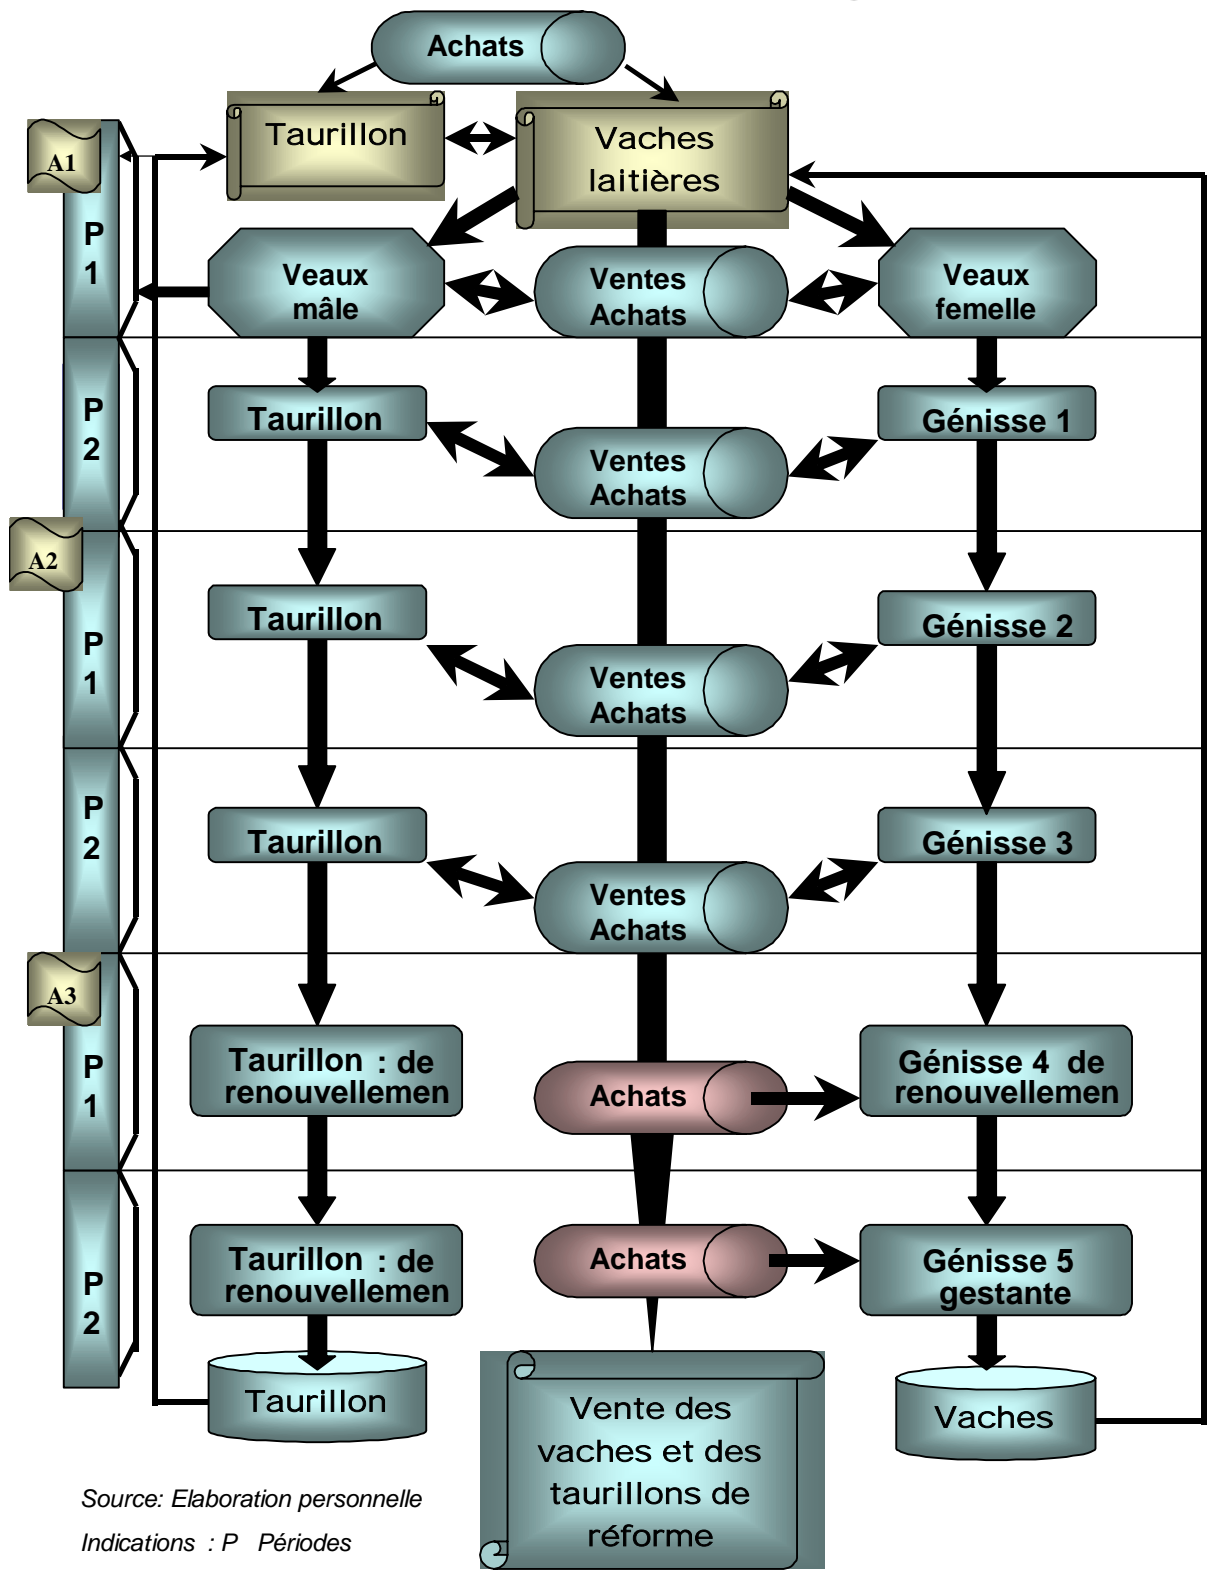 Achats
Taurillon
Vaches
laitières
A1
P
1
Veaux
mâle
Ventes
Achats
Veaux
femelle
P
2
Taurillon
Ventes
Achats
Génisse 1
A2
P
1
Taurillon
Ventes
Achats
Génisse 2
P
2
Taurillon
Ventes
Achats
Génisse 3
A3
P
1
Taurillon : de
renouvellemen
Achats
Génisse 4 de
renouvellemen
P
2
Taurillon : de
renouvellemen
Achats
Génisse 5
gestante
Taurillon
Vente des
vaches et des
taurillons de
réforme
Vaches
Source: Elaboration personnelle
Indications : P Périodes